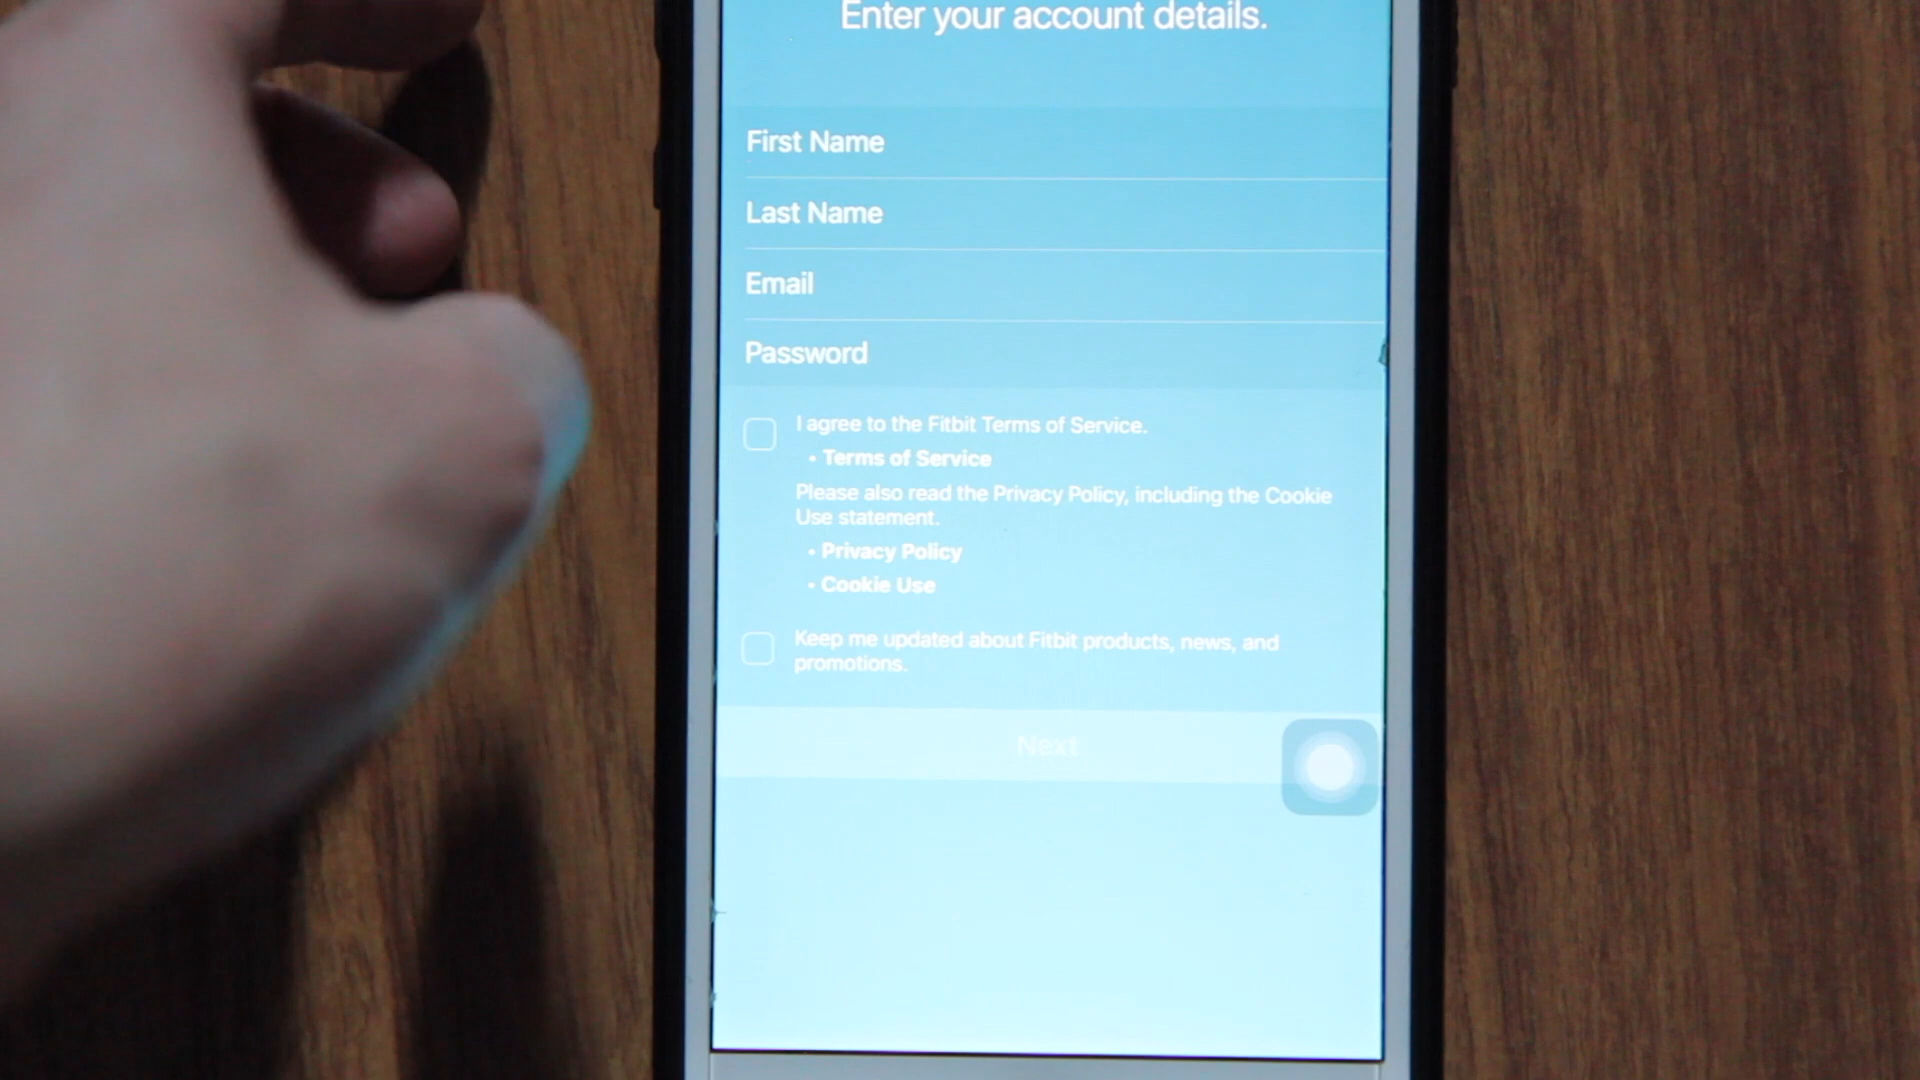 Enter your account details.
First Name
Last Name
Email
Password
I agree to the Fitbit Terms of Service.
• Terms of Service
Please also read the Privacy Policy, including the Cookie
Use statement.
• Privacy Policy
• Cookie Use
Keep me updated about Fitbit products, news, and
promotions.
Next